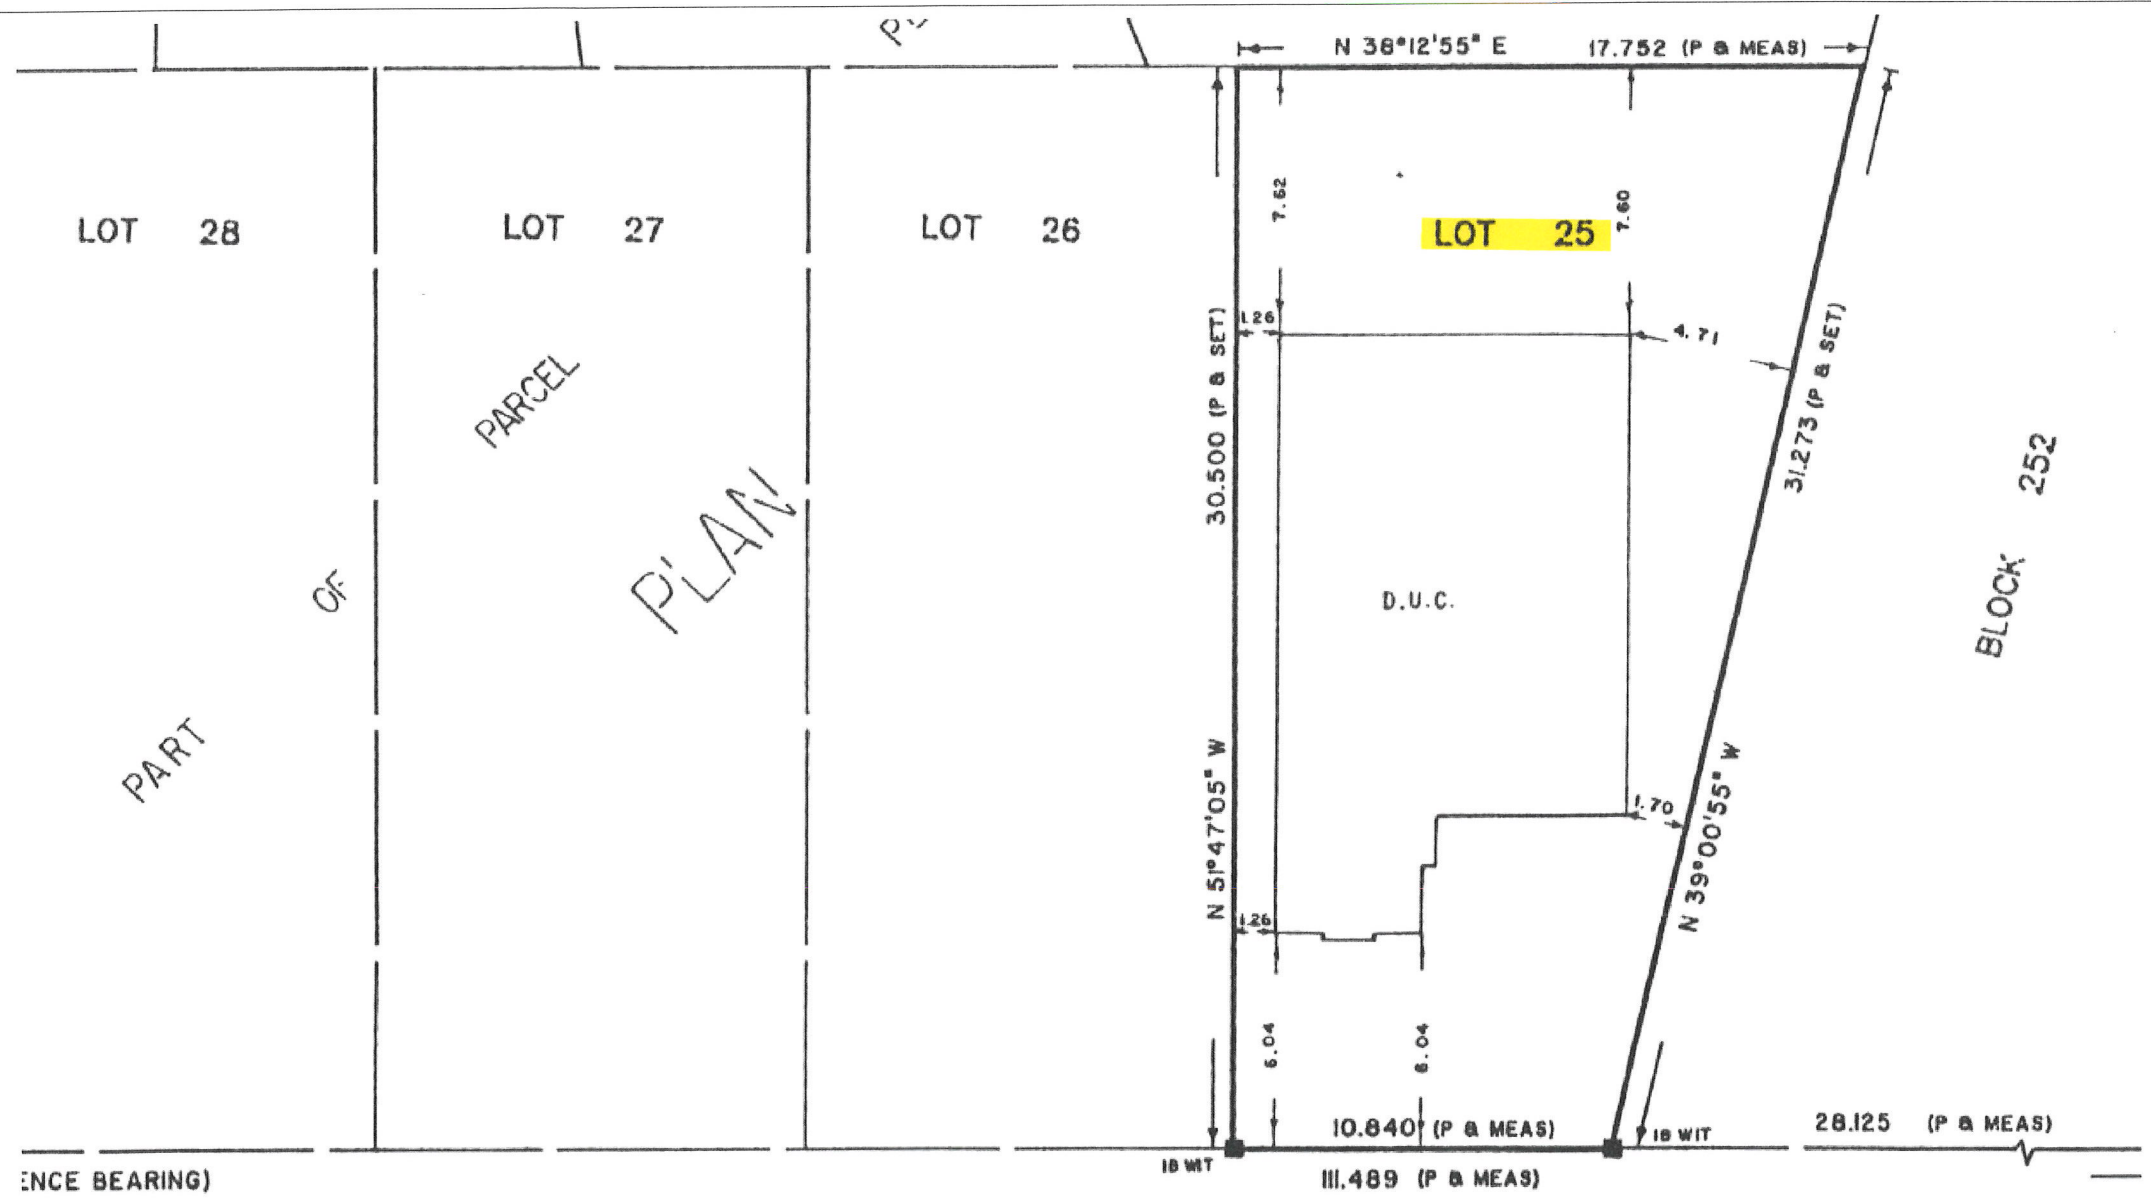 N 38°12'55" E 17.752 (P & MEAS)
LOT 28
LOT 27
LOT 26
LOT 25
7.62
7.60
1.26
4.71
30.500 (P & SET)
31.273 (P & SET)
PARCEL
PLAN
OF
PART
BLOCK 252
D.U.C.
1.70
N 51°47'05" W
N 39°00'55" W
1.26
6.04
6.04
10.840 (P & MEAS)
28.125 (P & MEAS)
IB WIT
IB WIT
111.489 (P & MEAS)
ENCE BEARING)